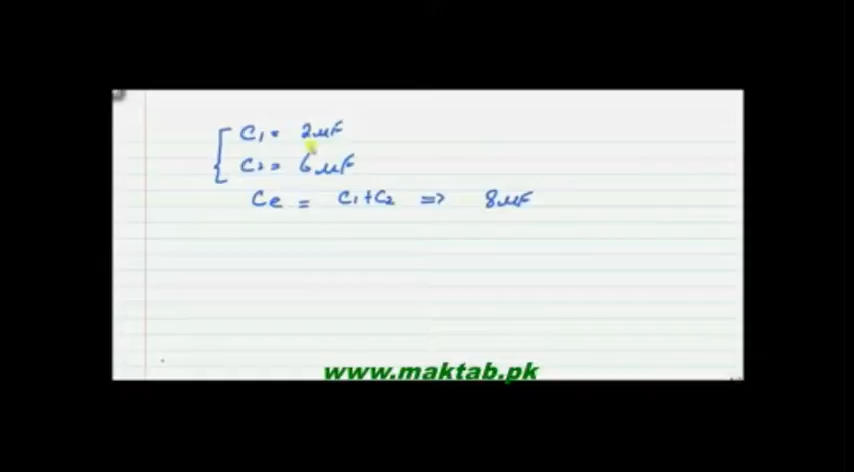 C1 = 2μF
C2 = 6μF
Ce = C1+C2 => 8μF
www.maktab.pk